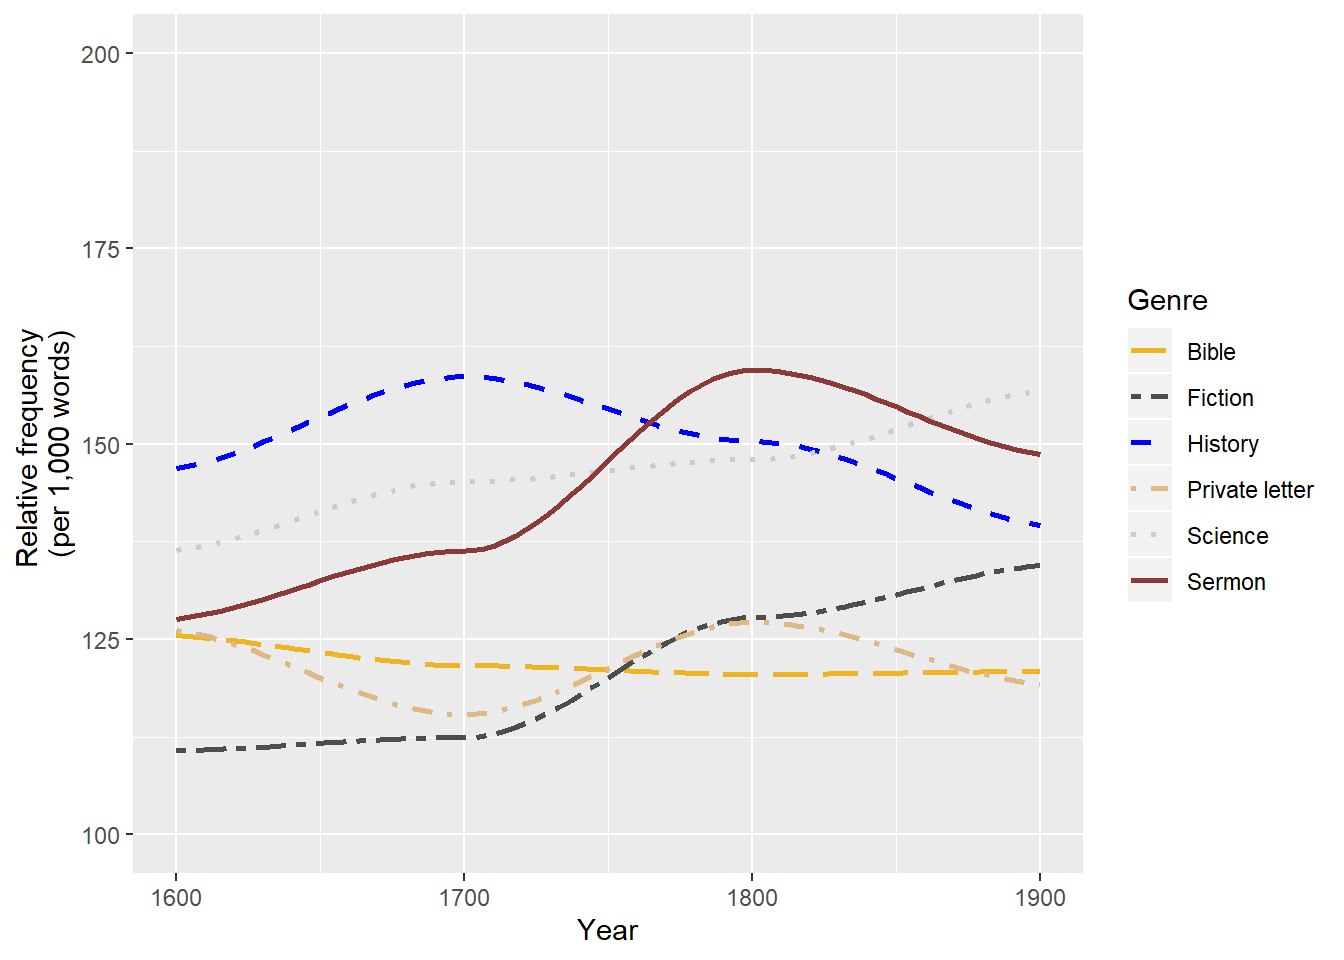 200
175
150
125
100
Relative frequency
(per 1,000 words)
1600 1700 1800 1900
Year
Genre
Bible
Fiction
History
Private letter
Science
Sermon